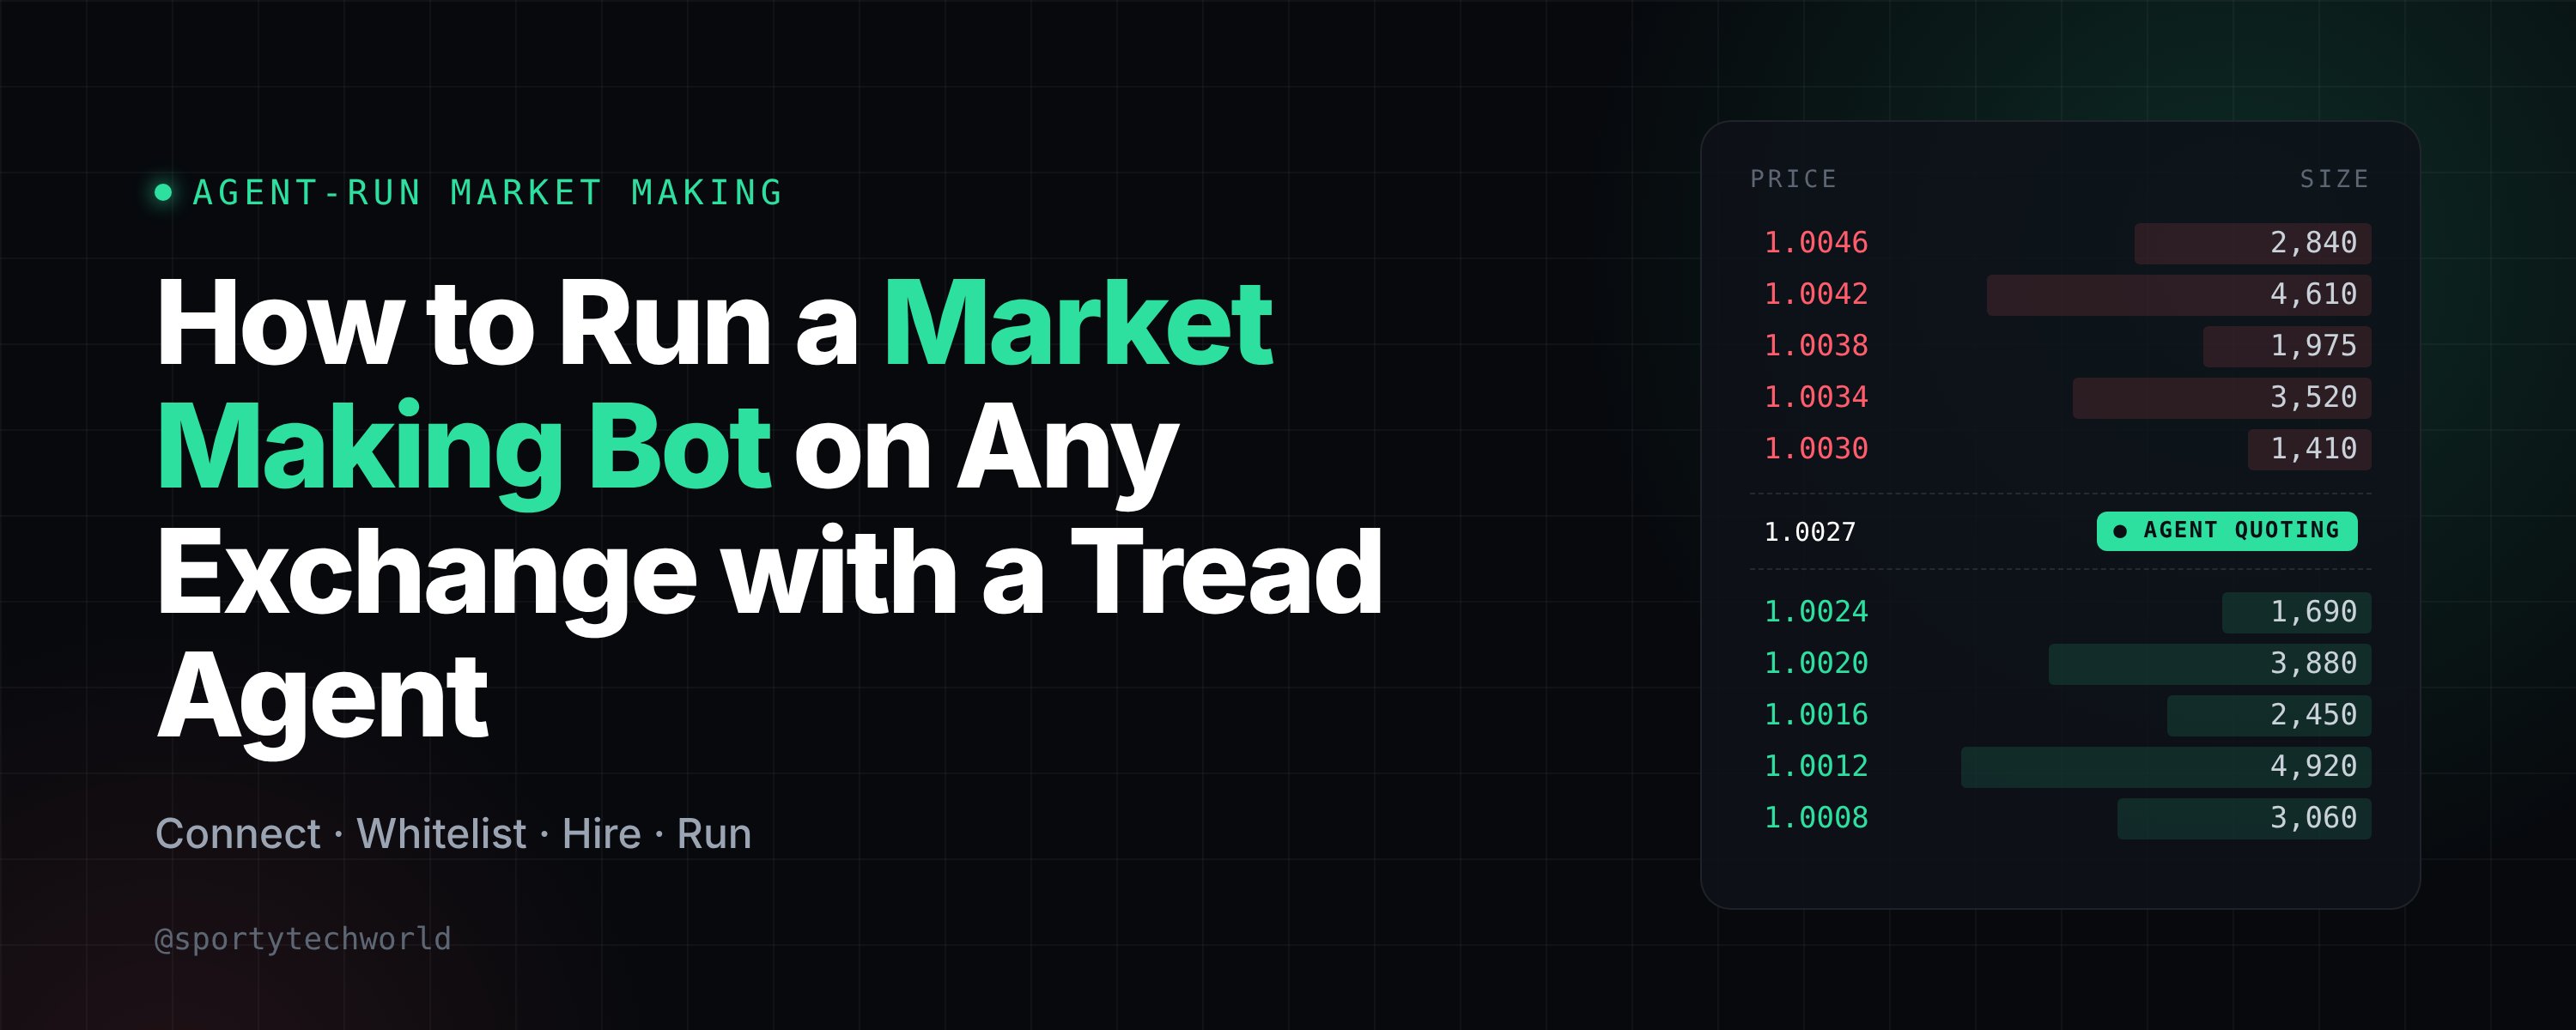 AGENT-RUN MARKET MAKING
How to Run a Market
Making Bot on Any
Exchange with a Tread
Agent
Connect · Whitelist · Hire · Run
@sportytechworld
PRICE SIZE
1.0046 2,840
1.0042 4,610
1.0038 1,975
1.0034 3,520
1.0030 1,410
1.0027 AGENT QUOTING
1.0024 1,690
1.0020 3,880
1.0016 2,450
1.0012 4,920
1.0008 3,060